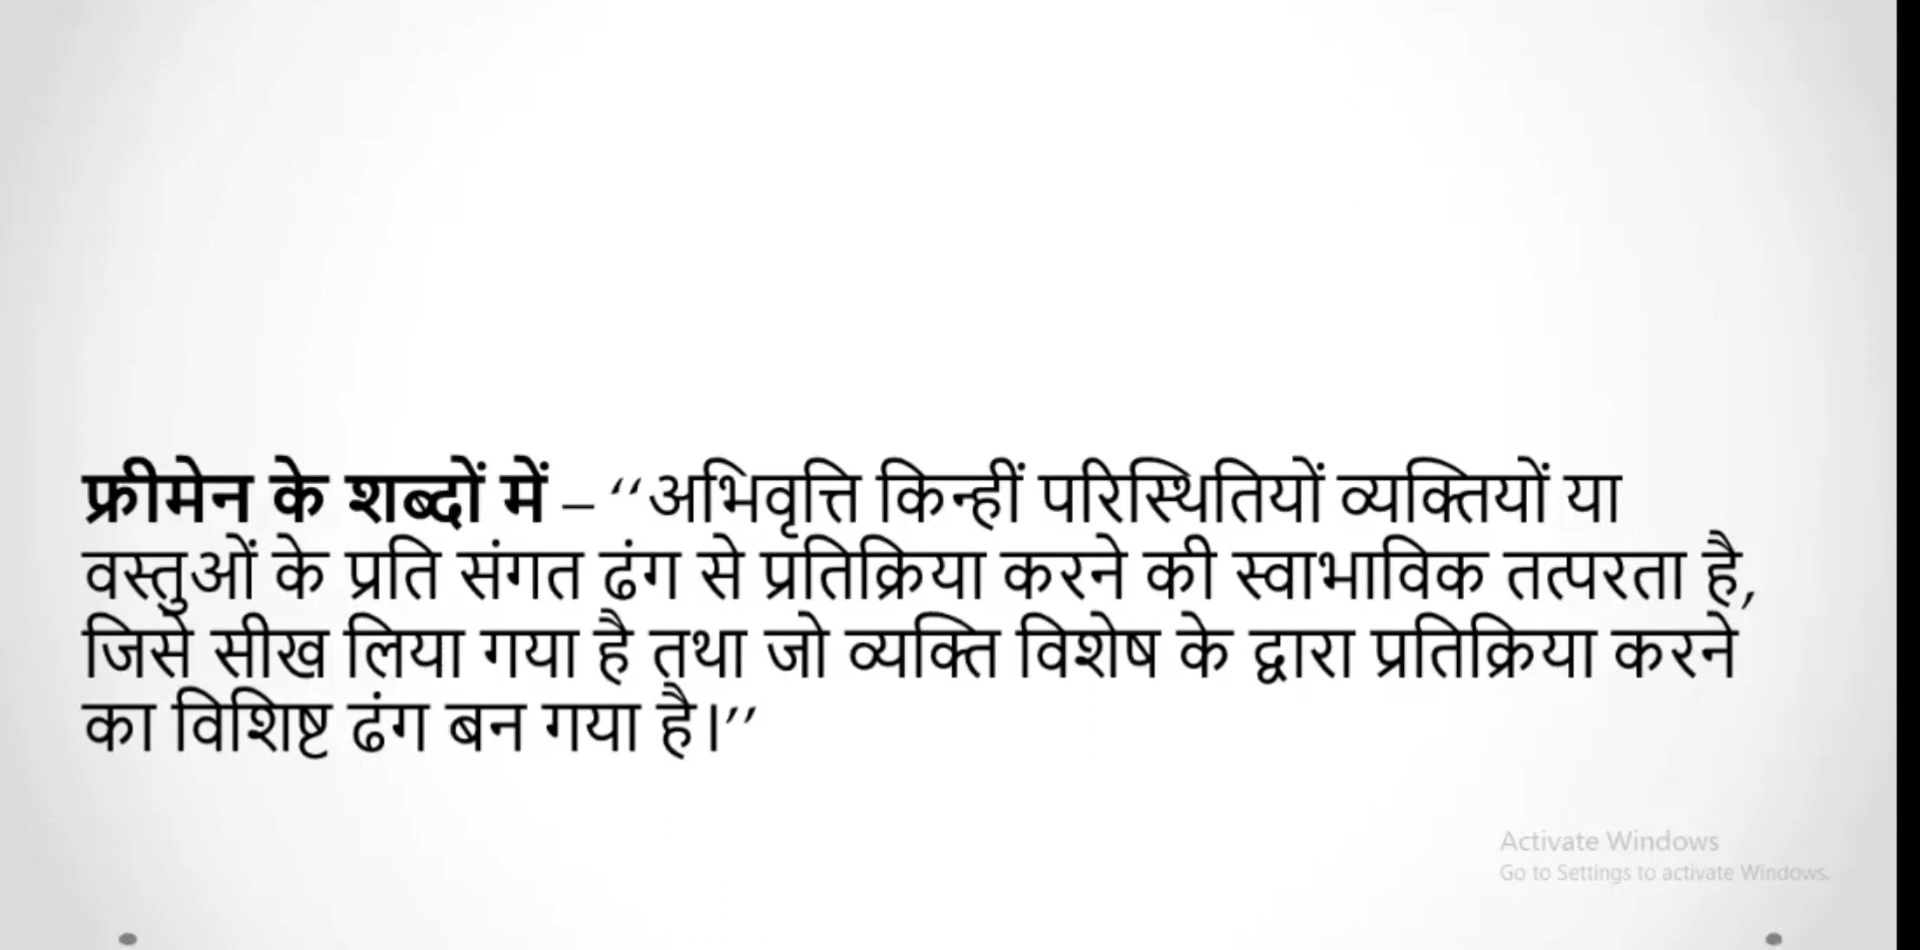 फ्रीमेन के शब्दों में – ‘‘अभिवृत्ति किन्हीं परिस्थितियों व्यक्तियों या
वस्तुओं के प्रति संगत ढंग से प्रतिक्रिया करने की स्वाभाविक तत्परता है,
जिसे सीख लिया गया है तथा जो व्यक्ति विशेष के द्वारा प्रतिक्रिया करने
का विशिष्ट ढंग बन गया है।’’
Activate Windows
Go to Settings to activate Windows.